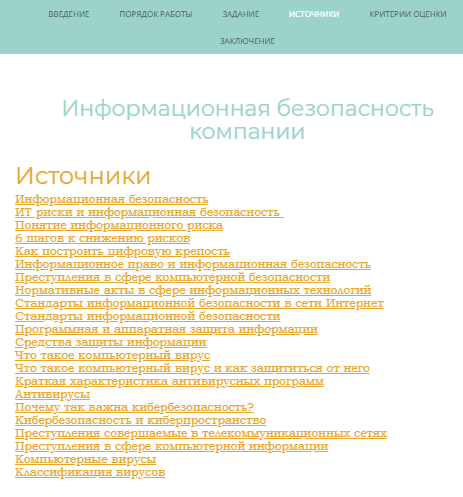 ВВЕДЕНИЕ ПОРЯДОК РАБОТЫ ЗАДАНИЕ ИСТОЧНИКИ КРИТЕРИИ ОЦЕНКИ
ЗАКЛЮЧЕНИЕ
Информационная безопасность
компании
Источники
Информационная безопасность
ИТ риски и информационная безопасность
Понятие информационного риска
6 шагов к снижению рисков
Как построить цифровую крепость
Информационное право и информационная безопасность
Преступления в сфере компьютерной безопасности
Нормативные акты в сфере информационных технологий
Стандарты информационной безопасности в сети Интернет
Стандарты информационной безопасности
Программная и аппаратная защита информации
Средства защиты информации
Что такое компьютерный вирус
Что такое компьютерный вирус и как защититься от него
Краткая характеристика антивирусных программ
Антивирусы
Почему так важна кибербезопасность?
Кибербезопасность и киберпространство
Преступления совершаемые в телекоммуникационных сетях
Преступления в сфере компьютерной информации
Компьютерные вирусы
Классификация вирусов